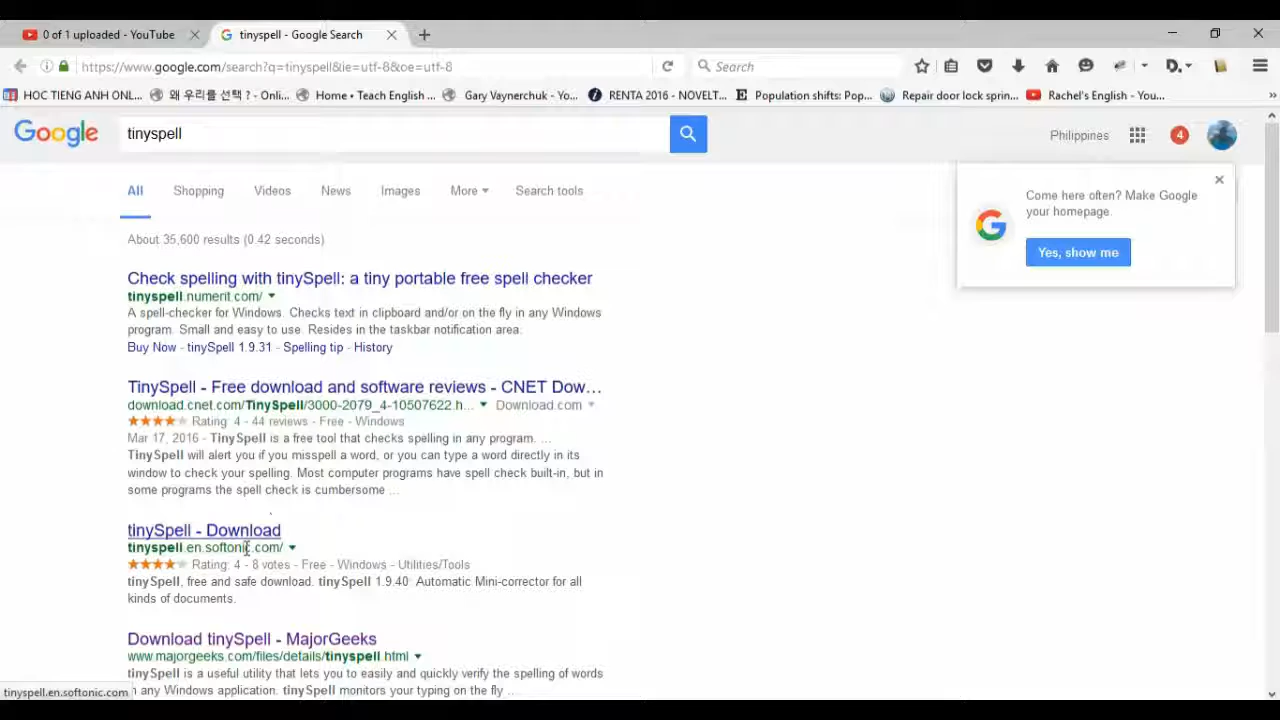 0 of 1 uploaded - YouTube
tinyspell - Google Search
https://www.google.com/search?q=tinyspell&ie=utf-8&oe=utf-8
Search
HOC TIENG ANH ONL...
왜 우리를 선택 ? - Onli...
Home • Teach English ...
Gary Vaynerchuk - Yo...
RENTA 2016 - NOVELT...
Population shifts: Pop...
Repair door lock sprin...
Rachel's English - You...
Google
tinyspell
Philippines
4
All
Shopping
Videos
News
Images
More
Search tools
Come here often? Make Google
your homepage.
Yes, show me
About 35,600 results (0.42 seconds)
Check spelling with tinySpell: a tiny portable free spell checker
tinyspell.numerit.com/
A spell-checker for Windows. Checks text in clipboard and/or on the fly in any Windows
program. Small and easy to use. Resides in the taskbar notification area.
Buy Now - tinySpell 1.9.31 - Spelling tip - History
TinySpell - Free download and software reviews - CNET Dow...
download.cnet.com/TinySpell/3000-2079_4-10507622.h... Download.com
Rating: 4 - 44 reviews - Free - Windows
Mar 17, 2016 - TinySpell is a free tool that checks spelling in any program. ...
TinySpell will alert you if you misspell a word, or you can type a word directly in its
window to check your spelling. Most computer programs have spell check built-in, but in
some programs the spell check is cumbersome ...
tinySpell - Download
tinyspell.en.softonic.com/
Rating: 4 - 8 votes - Free - Windows - Utilities/Tools
tinySpell, free and safe download. tinySpell 1.9.40: Automatic Mini-corrector for all
kinds of documents.
Download tinySpell - MajorGeeks
www.majorgeeks.com/files/details/tinyspell.html
tinySpell is a useful utility that lets you to easily and quickly verify the spelling of words
in any Windows application. tinySpell monitors your typing on the fly ...
tinyspell.en.softonic.com